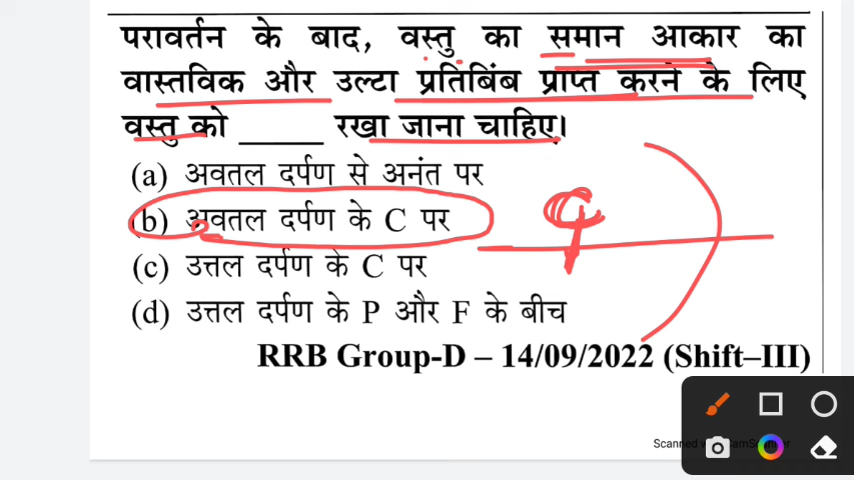 परावर्तन के बाद, वस्तु का समान आकार का
वास्तविक और उल्टा प्रतिबिंब प्राप्त करने के लिए
वस्तु को _____ रखा जाना चाहिए।
(a) अवतल दर्पण से अनंत पर
(b) अवतल दर्पण के C पर
(c) उत्तल दर्पण के C पर
(d) उत्तल दर्पण के P और F के बीच
RRB Group-D – 14/09/2022 (Shift–III)
Scanned